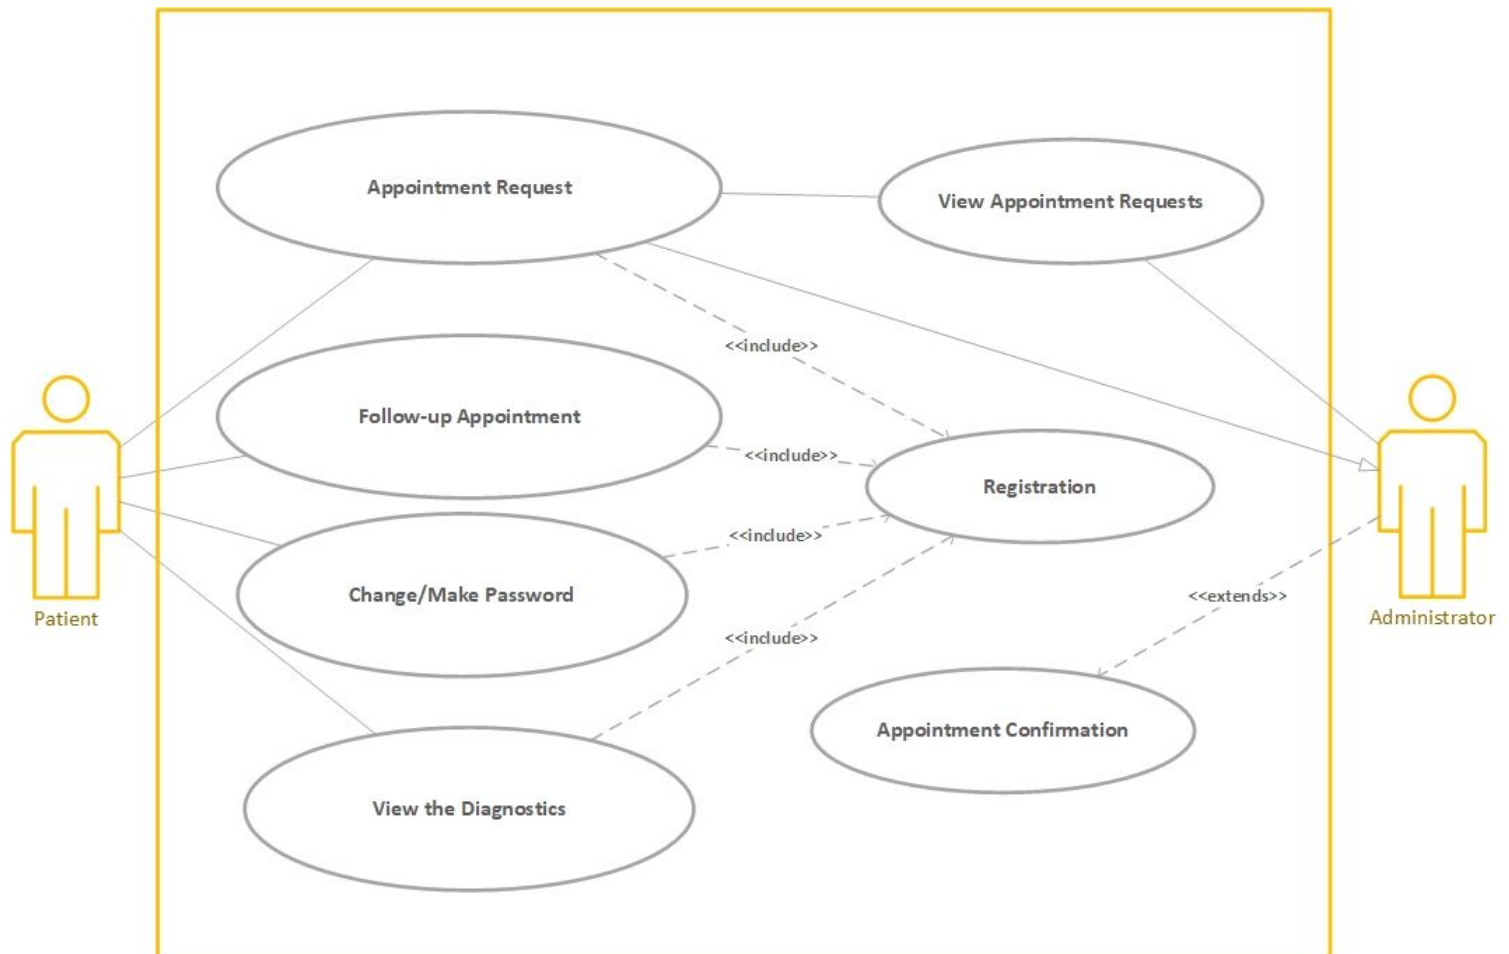 Appointment Request
View Appointment Requests
<<include>>
Follow-up Appointment
<<include>>
Registration
<<include>>
Change/Make Password
<<extends>>
Patient
Administrator
<<include>>
Appointment Confirmation
View the Diagnostics